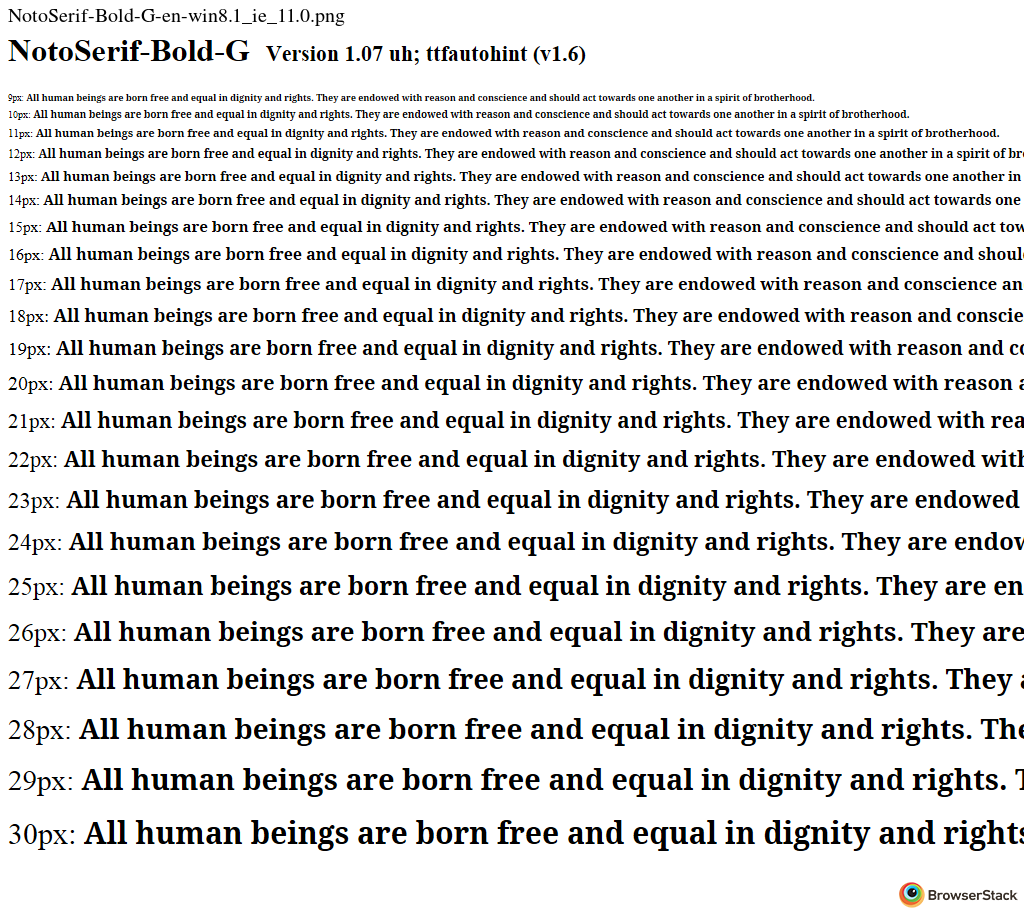 NotoSerif-Bold-G-en-win8.1_ie_11.0.png
NotoSerif-Bold-G Version 1.07 uh; ttfautohint (v1.6)
9px: All human beings are born free and equal in dignity and rights. They are endowed with reason and conscience and should act towards one another in a spirit of brotherhood.
10px: All human beings are born free and equal in dignity and rights. They are endowed with reason and conscience and should act towards one another in a spirit of brotherhood.
11px: All human beings are born free and equal in dignity and rights. They are endowed with reason and conscience and should act towards one another in a spirit of brotherhood.
12px: All human beings are born free and equal in dignity and rights. They are endowed with reason and conscience and should act towards one another in a spirit of br
13px: All human beings are born free and equal in dignity and rights. They are endowed with reason and conscience and should act towards one another in
14px: All human beings are born free and equal in dignity and rights. They are endowed with reason and conscience and should act towards one
15px: All human beings are born free and equal in dignity and rights. They are endowed with reason and conscience and should act tow
16px: All human beings are born free and equal in dignity and rights. They are endowed with reason and conscience and shoul
17px: All human beings are born free and equal in dignity and rights. They are endowed with reason and conscience an
18px: All human beings are born free and equal in dignity and rights. They are endowed with reason and conscie
19px: All human beings are born free and equal in dignity and rights. They are endowed with reason and co
20px: All human beings are born free and equal in dignity and rights. They are endowed with reason a
21px: All human beings are born free and equal in dignity and rights. They are endowed with rea
22px: All human beings are born free and equal in dignity and rights. They are endowed with
23px: All human beings are born free and equal in dignity and rights. They are endowed
24px: All human beings are born free and equal in dignity and rights. They are endow
25px: All human beings are born free and equal in dignity and rights. They are en
26px: All human beings are born free and equal in dignity and rights. They are
27px: All human beings are born free and equal in dignity and rights. They a
28px: All human beings are born free and equal in dignity and rights. The
29px: All human beings are born free and equal in dignity and rights. T
30px: All human beings are born free and equal in dignity and rights
BrowserStack